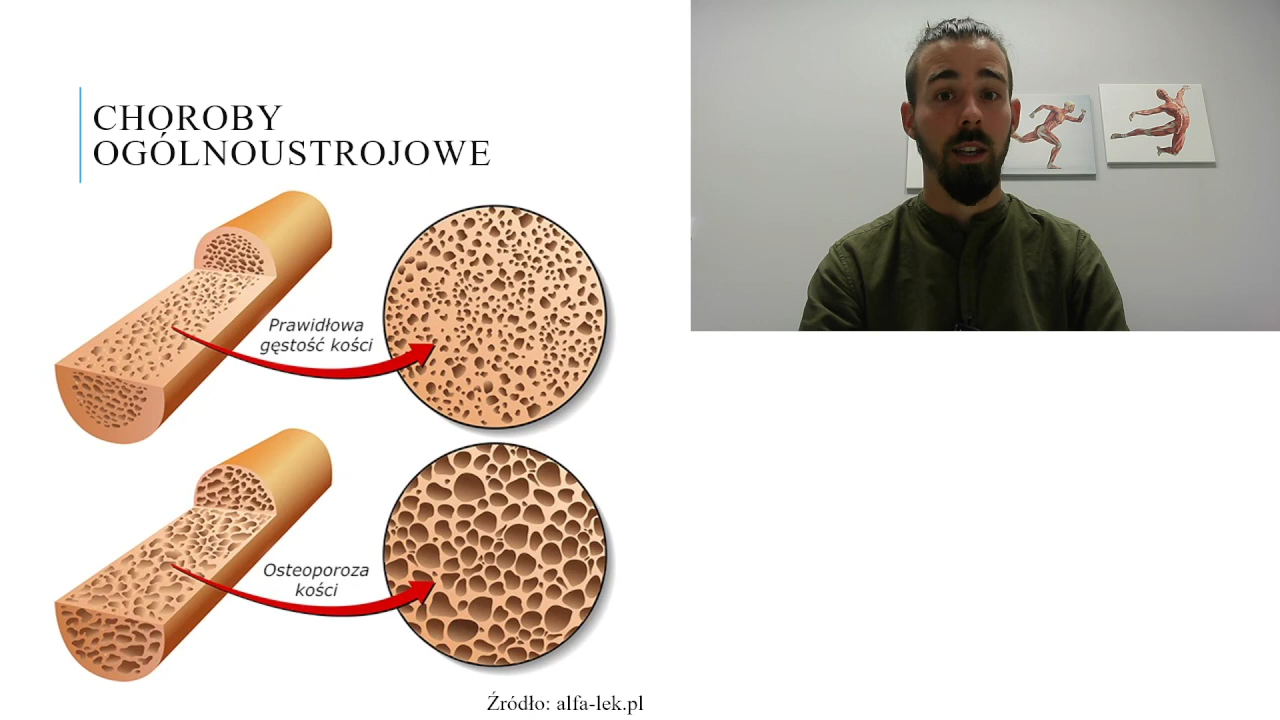 CHOROBY
OGÓLNOUSTROJOWE
Prawidłowa
gęstość kości
Osteoporoza
kości
Źródło: alfa-lek.pl